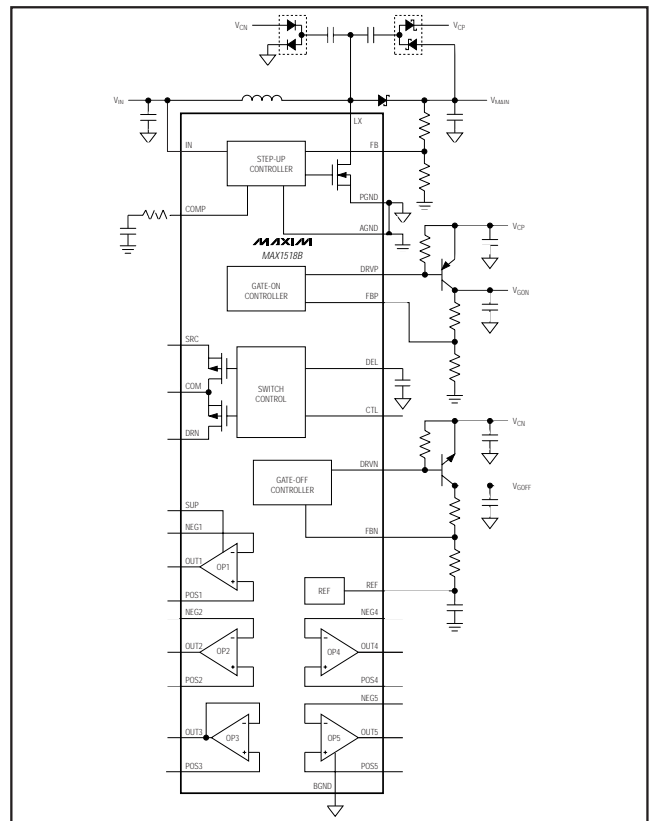 VCN
VCP
VIN
VMAIN
LX
IN
FB
STEP-UP
CONTROLLER
PGND
COMP
AGND
MAXIM
MAX1518B
VCP
DRVP
GATE-ON
CONTROLLER
VGON
FBP
SRC
DEL
COM
SWITCH
CONTROL
CTL
DRN
VCN
DRVN
GATE-OFF
CONTROLLER
VGOFF
SUP
NEG1
FBN
OUT1
OP1
REF
REF
POS1
NEG2
NEG4
OUT2
OP2
OP4
OUT4
POS2
POS4
NEG5
OUT3
OP3
OP5
OUT5
POS3
POS5
BGND